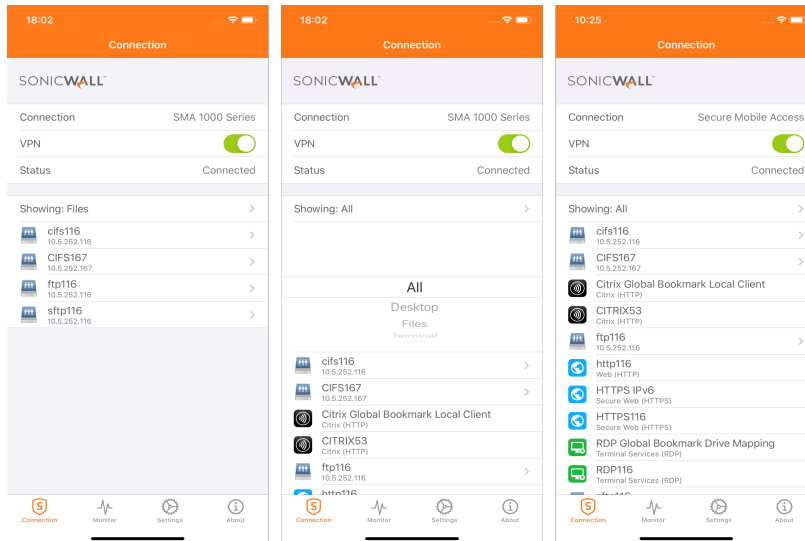 18:02
Connection
SONICWALL™
Connection SMA 1000 Series
VPN
Status Connected
Showing: Files
cifs116
10.5.252.116
CIFS167
10.5.252.167
ftp116
10.5.252.116
sftp116
10.5.252.116
Connection Monitor Settings About
18:02
Connection
SONICWALL™
Connection SMA 1000 Series
VPN
Status Connected
Showing: All
All
Desktop
Files
Terminal
cifs116
10.5.252.116
CIFS167
10.5.252.167
Citrix Global Bookmark Local Client
Citrix (HTTP)
CITRIX53
Citrix (HTTP)
ftp116
10.5.252.116
http116
Connection Monitor Settings About
10:25
Connection
SONICWALL™
Connection Secure Mobile Access
VPN
Status Connected
Showing: All
cifs116
10.5.252.116
CIFS167
10.5.252.167
Citrix Global Bookmark Local Client
Citrix (HTTP)
CITRIX53
Citrix (HTTP)
ftp116
10.5.252.116
http116
Web (HTTP)
HTTPS IPv6
Secure Web (HTTPS)
HTTPS116
Secure Web (HTTPS)
RDP Global Bookmark Drive Mapping
Terminal Services (RDP)
RDP116
Terminal Services (RDP)
Connection Monitor Settings About